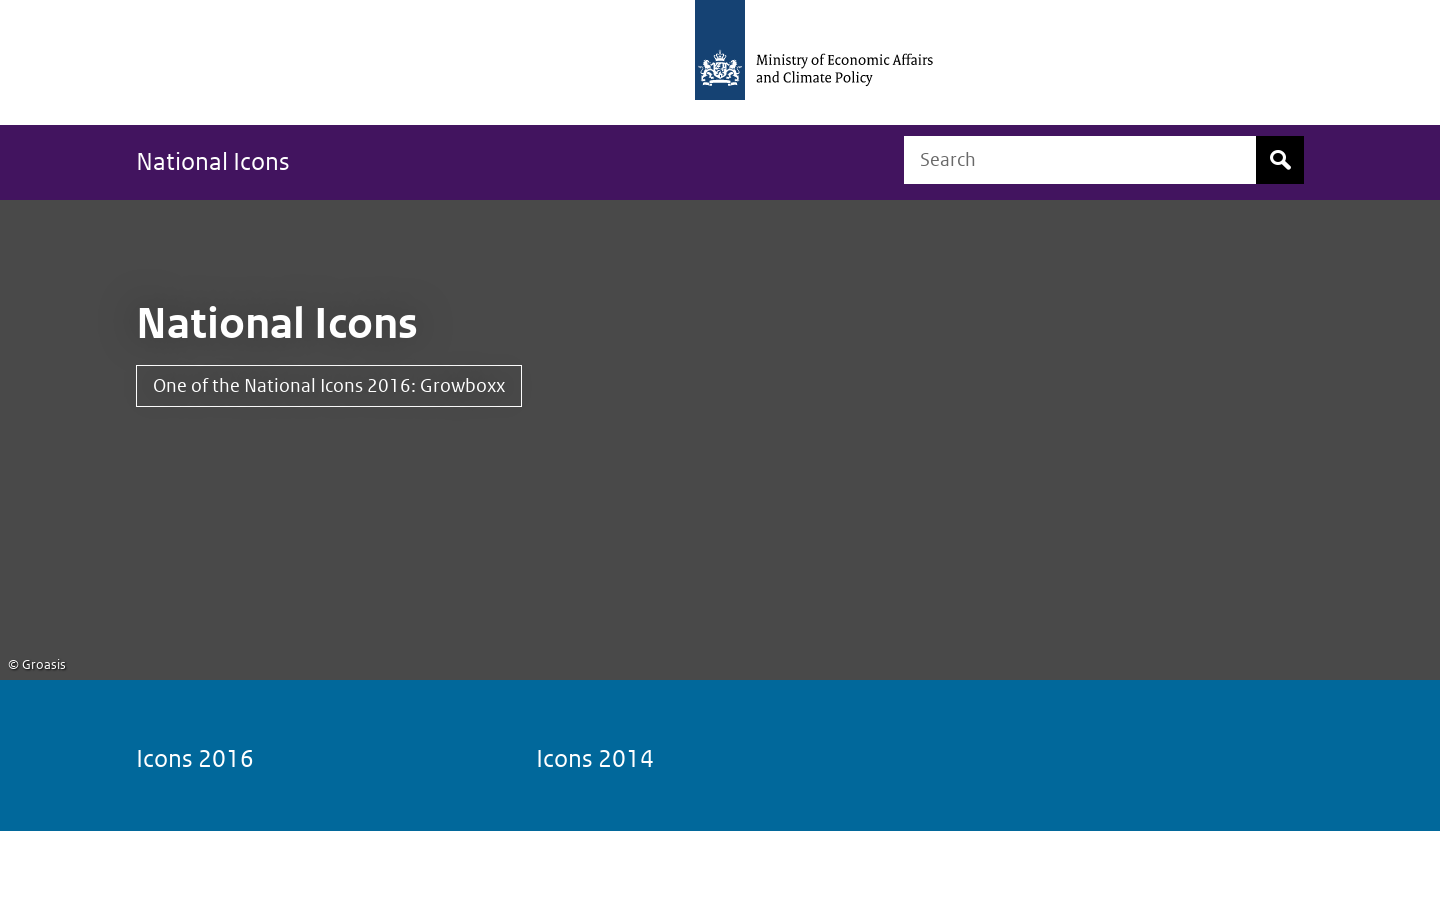 Ministry of Economic Affairs
and Climate Policy
National Icons
Search
National Icons
One of the National Icons 2016: Growboxx
© Groasis
Icons 2016
Icons 2014